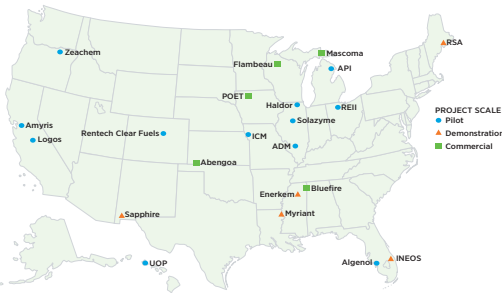 RSA
Zeachem
Mascoma
Flambeau
API
POET
Haldor
REII
PROJECT SCALE
Pilot
Demonstration
Commercial
Solazyme
Amyris
Logos
Rentech Clear Fuels
ICM
ADM
Abengoa
Bluefire
Enerkem
Sapphire
Myriant
UOP
Algenol
INEOS